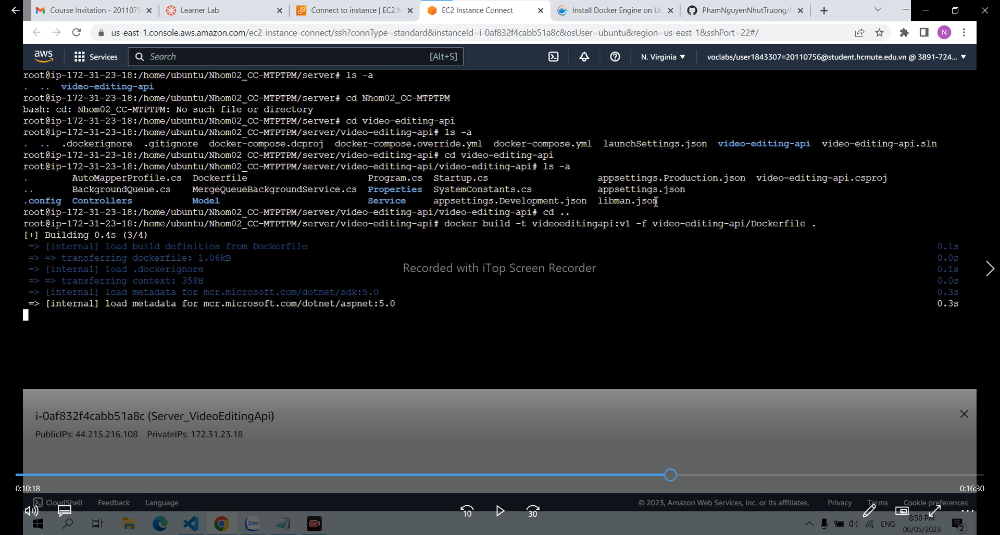 Course Invitation - 2011075
Learner Lab
Connect to instance | EC2 M
EC2 Instance Connect
Install Docker Engine on Ub
PhamNguyenNhutTruong/N
us-east-1.console.aws.amazon.com/ec2-instance-connect/ssh?connType=standard&instanceId=i-0af832f4cabb51a8c&osUser=ubuntu&region=us-east-1&sshPort=22#/
N
aws
Services
Search
[Alt+S]
N. Virginia
voclabs/user1843307=20110756@student.hcmute.edu.vn @ 3891-724...
root@ip-172-31-23-18:/home/ubuntu/Nhom02_CC-MTPTPM/server# ls -a
. .. video-editing-api
root@ip-172-31-23-18:/home/ubuntu/Nhom02_CC-MTPTPM/server# cd Nhom02_CC-MTPTPM
bash: cd: Nhom02_CC-MTPTPM: No such file or directory
root@ip-172-31-23-18:/home/ubuntu/Nhom02_CC-MTPTPM/server# cd video-editing-api
root@ip-172-31-23-18:/home/ubuntu/Nhom02_CC-MTPTPM/server/video-editing-api# ls -a
. .. .dockerignore .gitignore docker-compose.dcproj docker-compose.override.yml docker-compose.yml launchSettings.json video-editing-api video-editing-api.sln
root@ip-172-31-23-18:/home/ubuntu/Nhom02_CC-MTPTPM/server/video-editing-api# cd video-editing-api
root@ip-172-31-23-18:/home/ubuntu/Nhom02_CC-MTPTPM/server/video-editing-api/video-editing-api# ls -a
. AutoMapperProfile.cs Dockerfile Program.cs Startup.cs appsettings.Production.json video-editing-api.csproj
.. BackgroundQueue.cs MergeQueueBackgroundService.cs Properties SystemConstants.cs appsettings.json
.config Controllers Model Service appsettings.Development.json libman.json
root@ip-172-31-23-18:/home/ubuntu/Nhom02_CC-MTPTPM/server/video-editing-api/video-editing-api# cd ..
root@ip-172-31-23-18:/home/ubuntu/Nhom02_CC-MTPTPM/server/video-editing-api# docker build -t videoeditingapi:v1 -f video-editing-api/Dockerfile .
[+] Building 0.4s (3/4)
=> [internal] load build definition from Dockerfile 0.1s
=> => transferring dockerfile: 1.06kB 0.0s
=> [internal] load .dockerignore 0.1s
=> => transferring context: 358B 0.0s
=> [internal] load metadata for mcr.microsoft.com/dotnet/sdk:5.0 0.3s
=> [internal] load metadata for mcr.microsoft.com/dotnet/aspnet:5.0 0.3s
Recorded with iTop Screen Recorder
i-0af832f4cabb51a8c (Server_VideoEditingApi)
PublicIPs: 44.215.216.108 PrivateIPs: 172.31.23.18
0:10:18
0:16:30
CloudShell
Feedback
Language
© 2023, Amazon Web Services, Inc. or its affiliates.
Privacy
Terms
Cookie preferences
10
30
Zalo
ENG
8:50 PM
06/05/2023
2